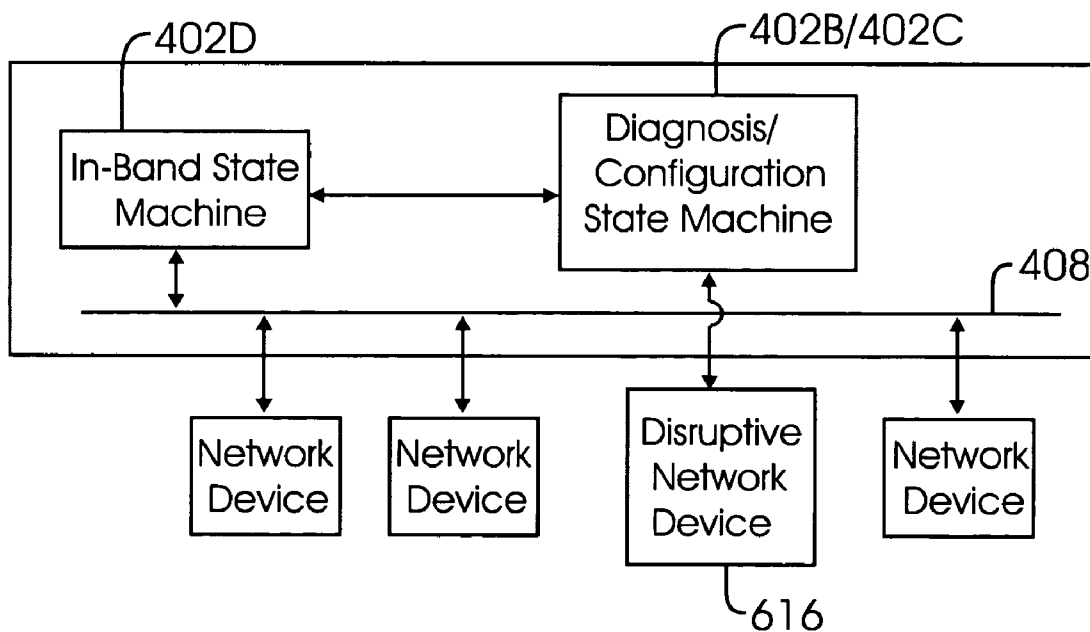 402D
402B/402C
In-Band State
Machine
Diagnosis/
Configuration
State Machine
408
Network
Device
Network
Device
Disruptive
Network
Device
Network
Device
616